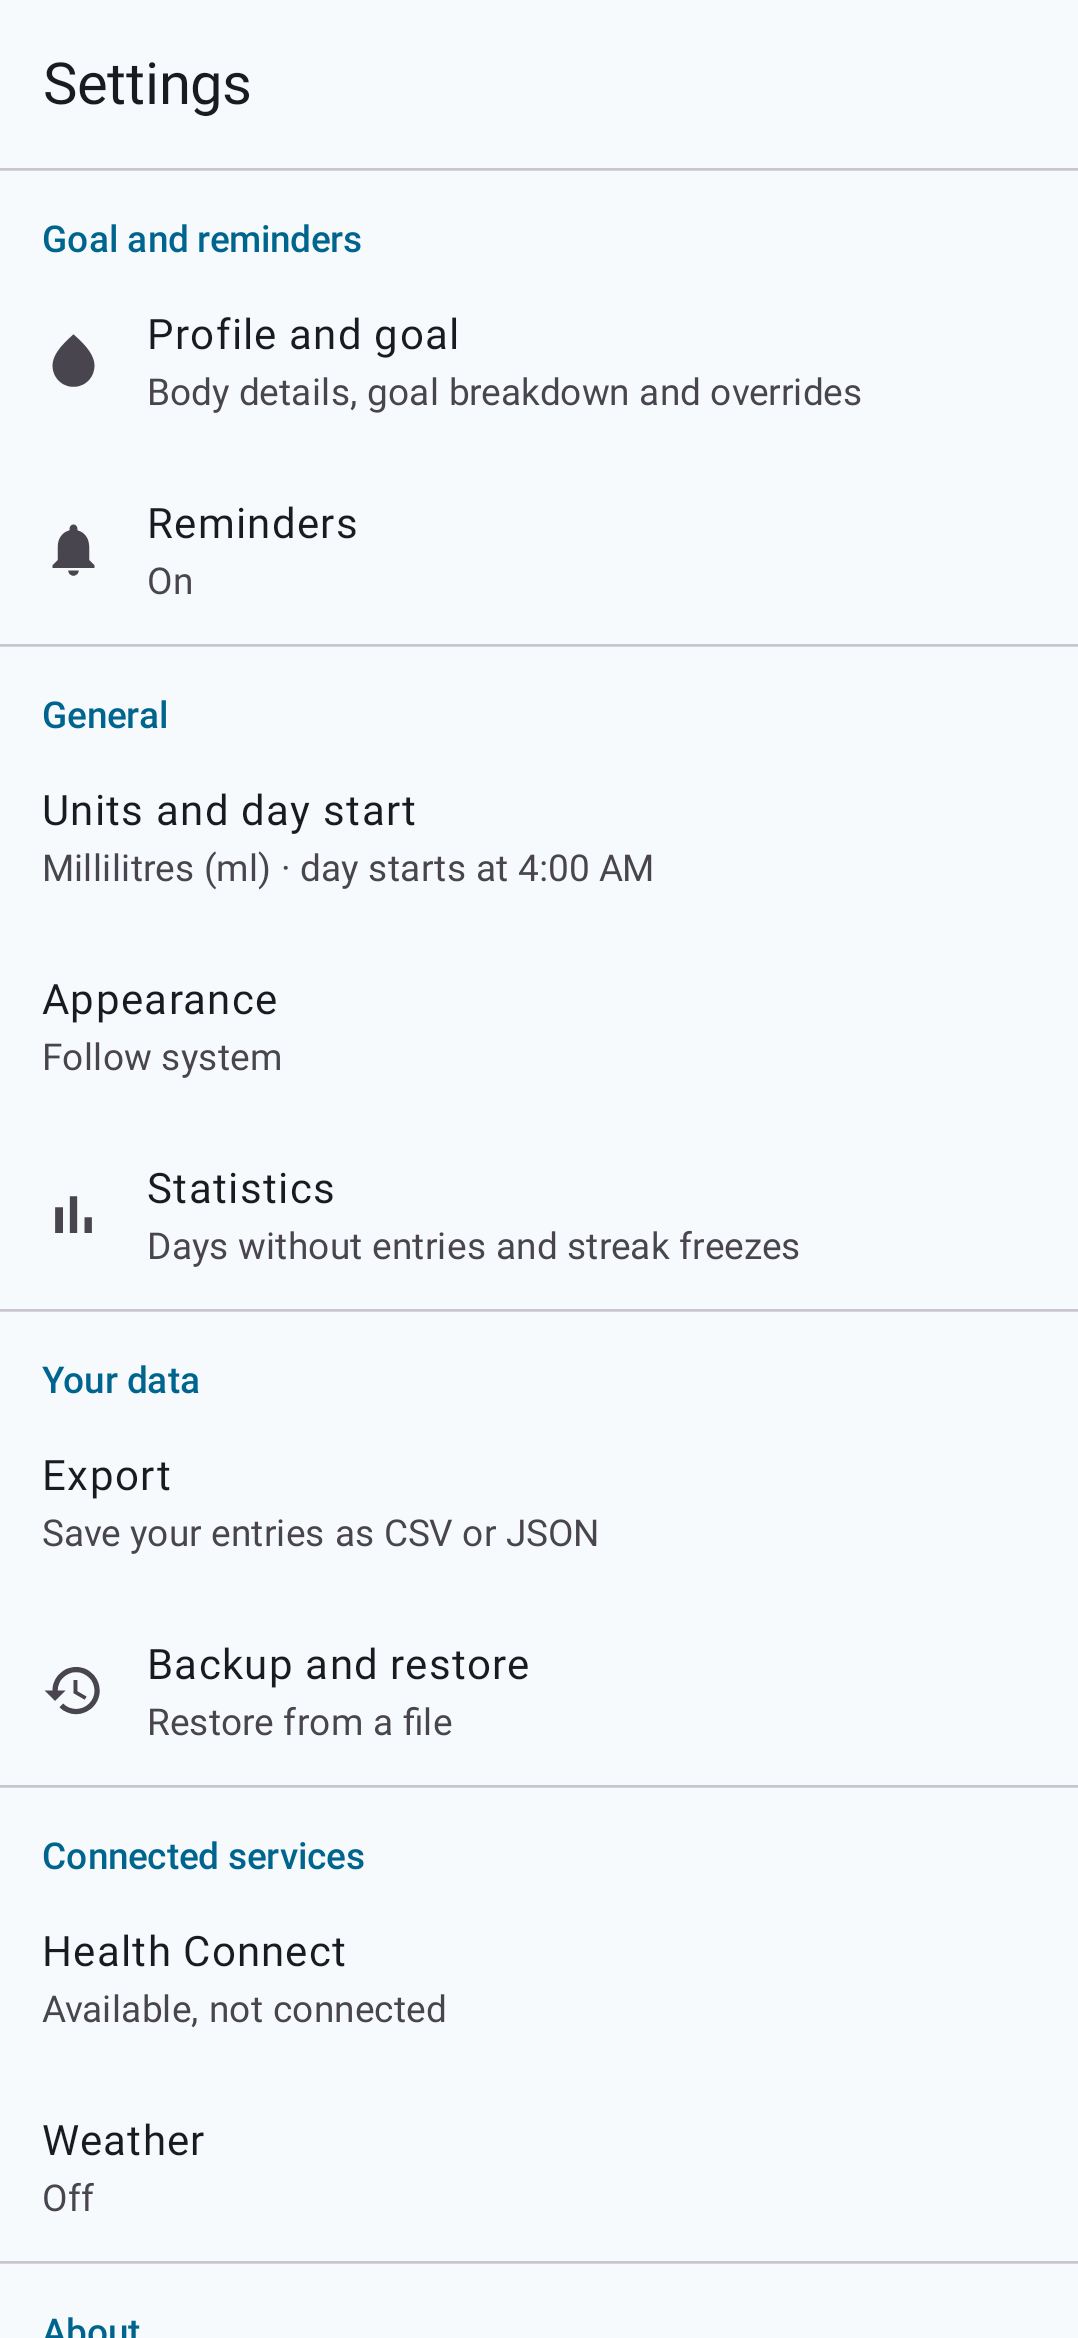 Settings
Goal and reminders
Profile and goal
Body details, goal breakdown and overrides
Reminders
On
General
Units and day start
Millilitres (ml) · day starts at 4:00 AM
Appearance
Follow system
Statistics
Days without entries and streak freezes
Your data
Export
Save your entries as CSV or JSON
Backup and restore
Restore from a file
Connected services
Health Connect
Available, not connected
Weather
Off
About